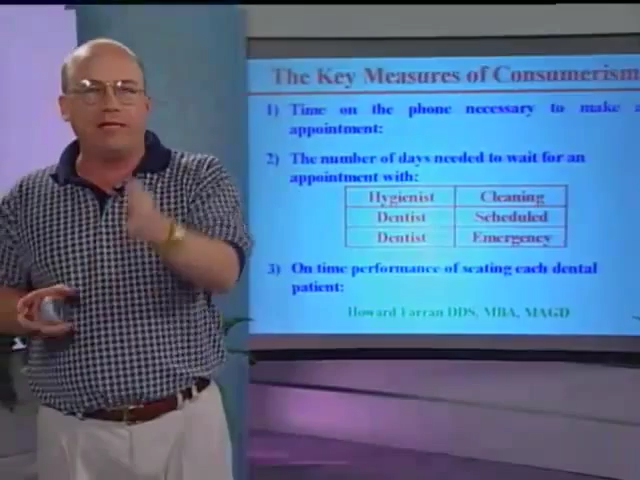 The Key Measures of Consumerism
1) Time on the phone necessary to make a
appointment:
2) The number of days needed to wait for an
appointment with:
Hygienist Cleaning
Dentist Scheduled
Dentist Emergency
3) On time performance of seating each dental
patient:
Howard Farran DDS, MBA, MAGD